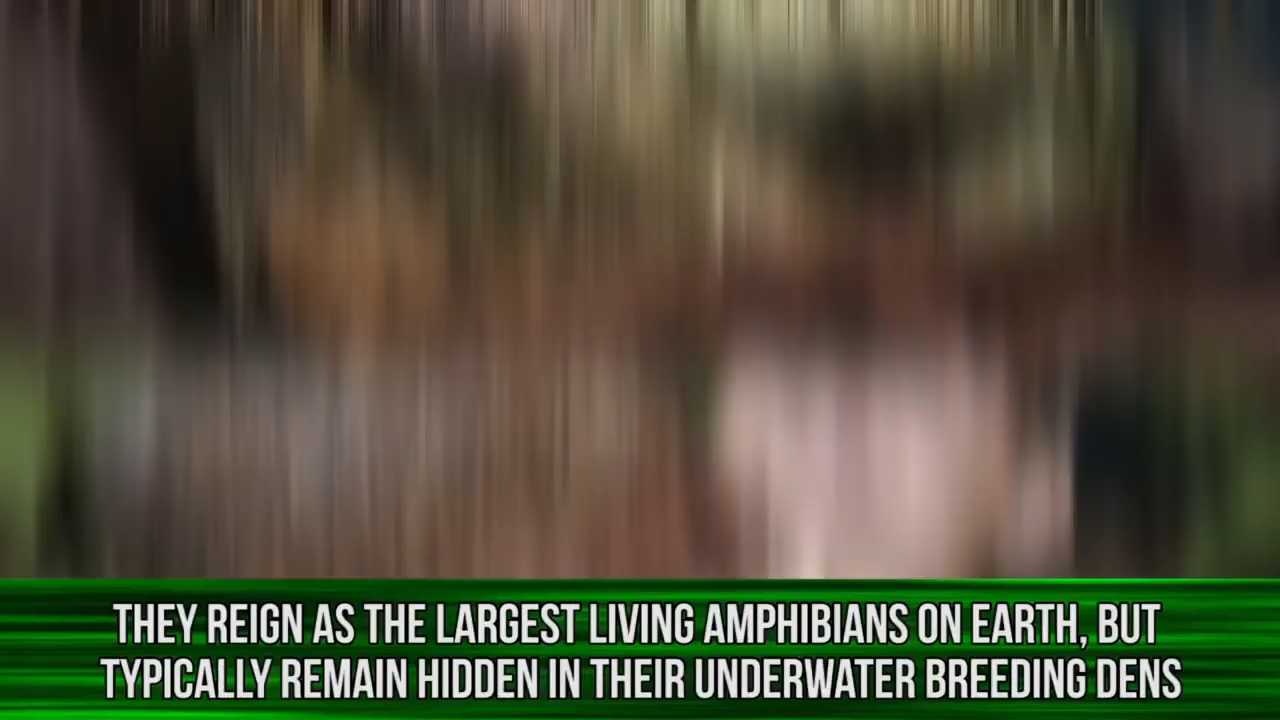 THEY REIGN AS THE LARGEST LIVING AMPHIBIANS ON EARTH, BUT
TYPICALLY REMAIN HIDDEN IN THEIR UNDERWATER BREEDING DENS